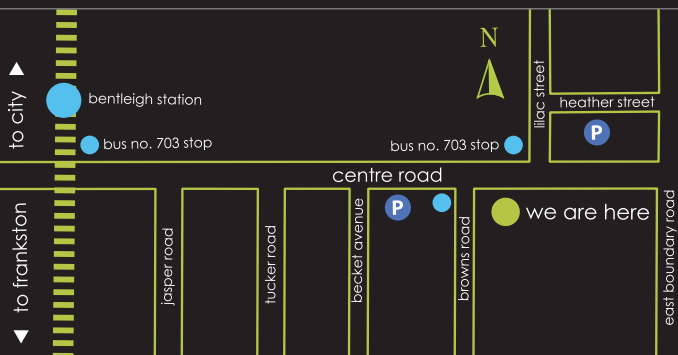 N
to city
bentleigh station
lilac street
heather street
P
bus no. 703 stop
bus no. 703 stop
centre road
to frankston
jasper road
tucker road
becket avenue
P
browns road
we are here
east boundary road